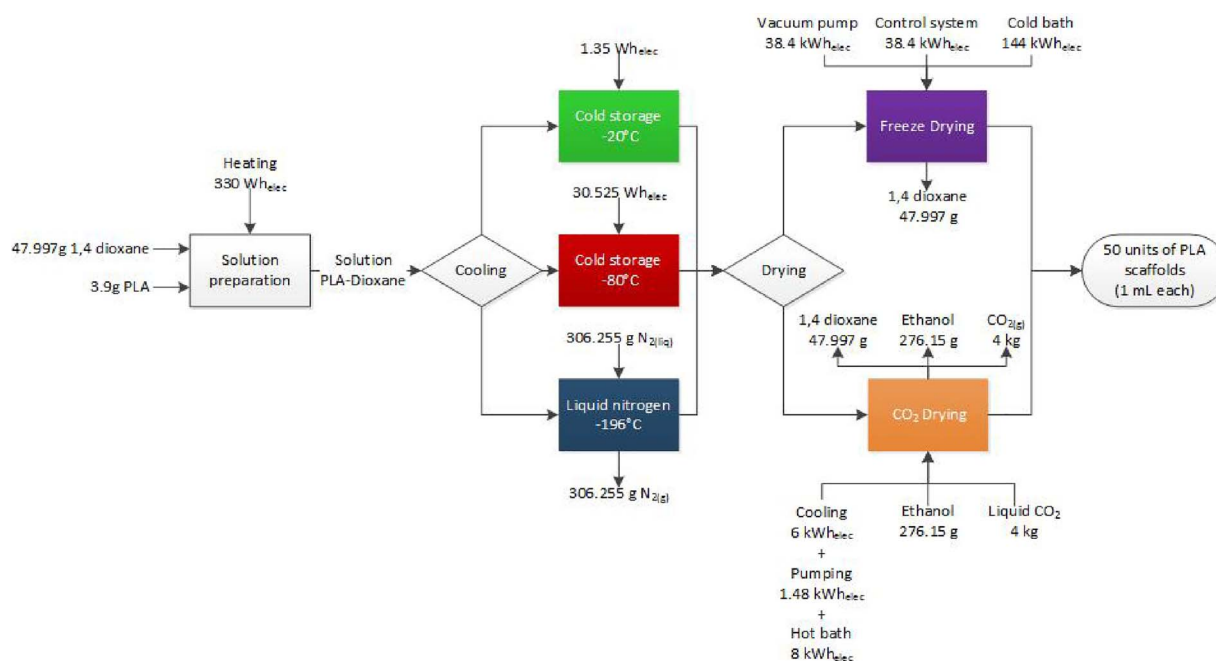 Vacuum pump
38.4 kWhelec
Control system
38.4 kWhelec
Cold bath
144 kWhelec
1.35 Whelec
Cold storage
-20°C
Freeze Drying
Heating
330 Whelec
30.525 Whelec
1,4 dioxane
47.997 g
47.997g 1,4 dioxane
3.9g PLA
Solution
preparation
Solution
PLA-Dioxane
Cooling
Cold storage
-80°C
Drying
50 units of PLA
scaffolds
(1 mL each)
306.255 g N2(liq)
1,4 dioxane
47.997 g
Ethanol
276.15 g
CO2(g)
4 kg
Liquid nitrogen
-196°C
CO2 Drying
306.255 g N2(g)
Cooling
6 kWhelec
+
Pumping
1.48 kWhelec
+
Hot bath
8 kWhelec
Ethanol
276.15 g
Liquid CO2
4 kg